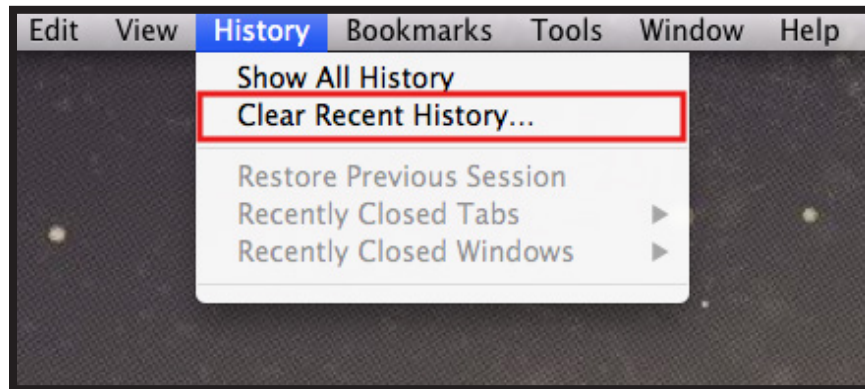 Edit View History Bookmarks Tools Window Help
Show All History
Clear Recent History...
Restore Previous Session
Recently Closed Tabs
Recently Closed Windows